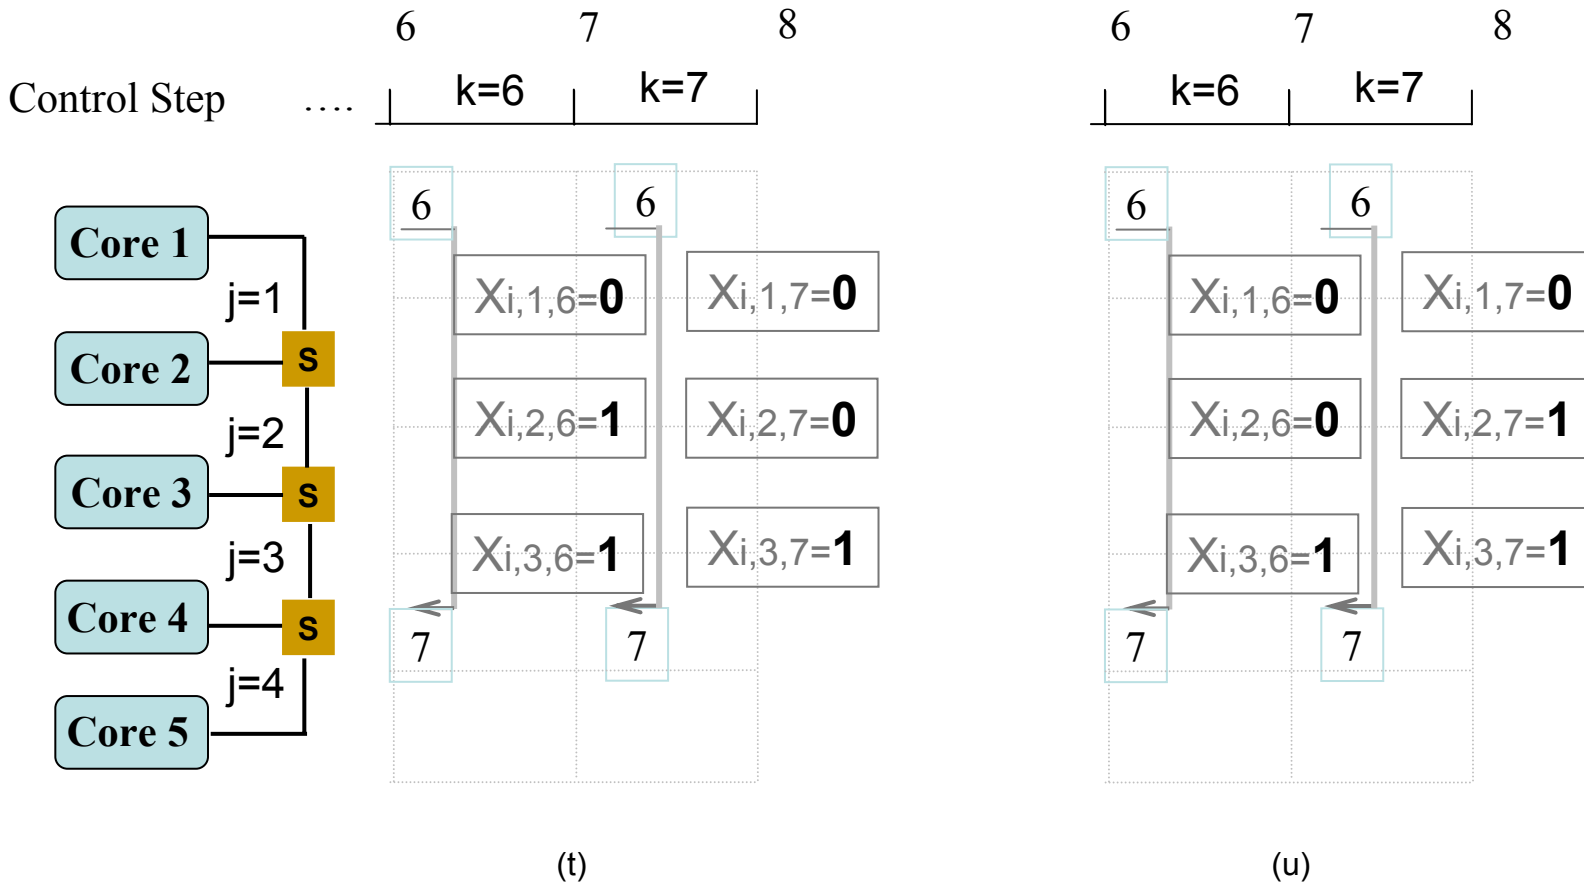 6 7 8 6 7 8
Control Step .... k=6 k=7 k=6 k=7
6 6 6 6
Core 1
j=1 Xi,1,6=0 Xi,1,7=0 Xi,1,6=0 Xi,1,7=0
Core 2 S
j=2 Xi,2,6=1 Xi,2,7=0 Xi,2,6=0 Xi,2,7=1
Core 3 S
j=3 Xi,3,6=1 Xi,3,7=1 Xi,3,6=1 Xi,3,7=1
Core 4 S
7 7 7 7
j=4
Core 5
(t) (u)